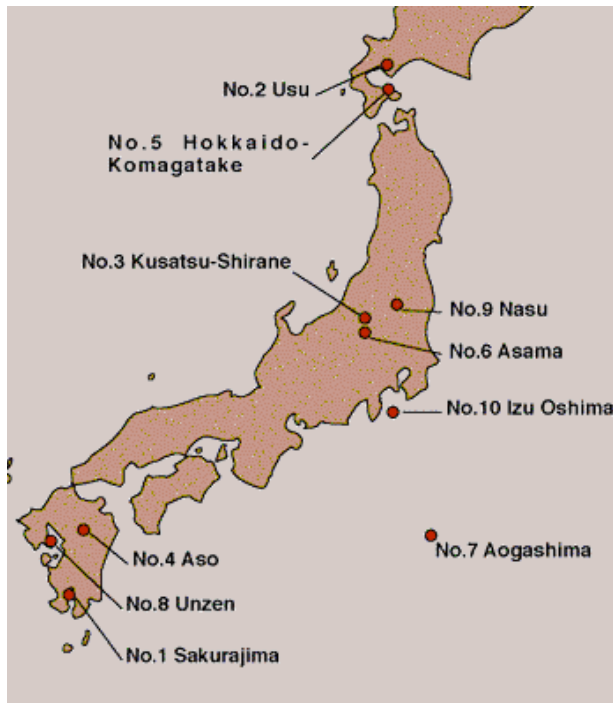 No.2 Usu
No.5 Hokkaido-
Komagatake
No.3 Kusatsu-Shirane
No.9 Nasu
No.6 Asama
No.10 Izu Oshima
No.7 Aogashima
No.4 Aso
No.8 Unzen
No.1 Sakurajima